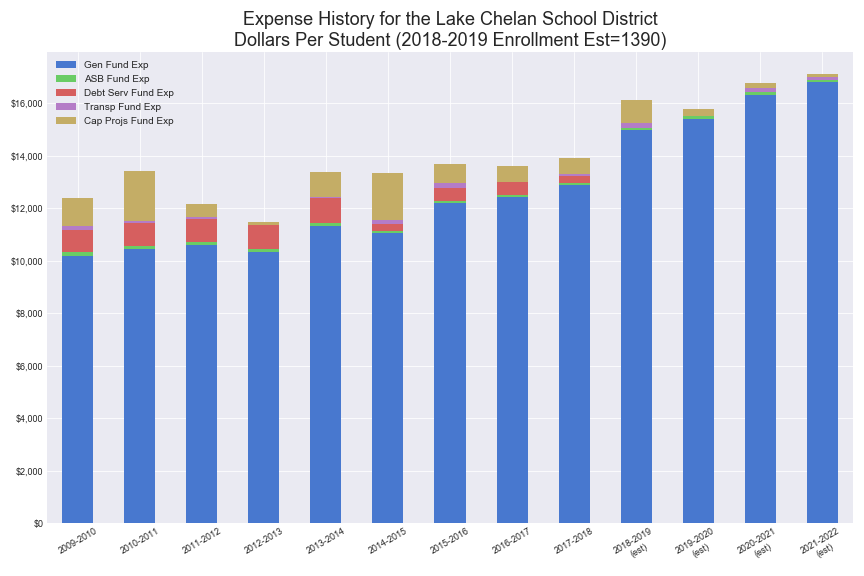 Expense History for the Lake Chelan School District
Dollars Per Student (2018-2019 Enrollment Est=1390)
Gen Fund Exp
ASB Fund Exp
Debt Serv Fund Exp
Transp Fund Exp
Cap Projs Fund Exp
$16,000
$14,000
$12,000
$10,000
$8,000
$6,000
$4,000
$2,000
$0
2009-2010
2010-2011
2011-2012
2012-2013
2013-2014
2014-2015
2015-2016
2016-2017
2017-2018
2018-2019
(est)
2019-2020
(est)
2020-2021
(est)
2021-2022
(est)